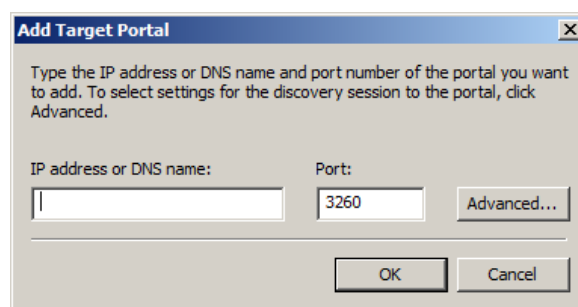 Add Target Portal
Type the IP address or DNS name and port number of the portal you want
to add. To select settings for the discovery session to the portal, click
Advanced.
IP address or DNS name: Port:
3260 Advanced...
OK Cancel